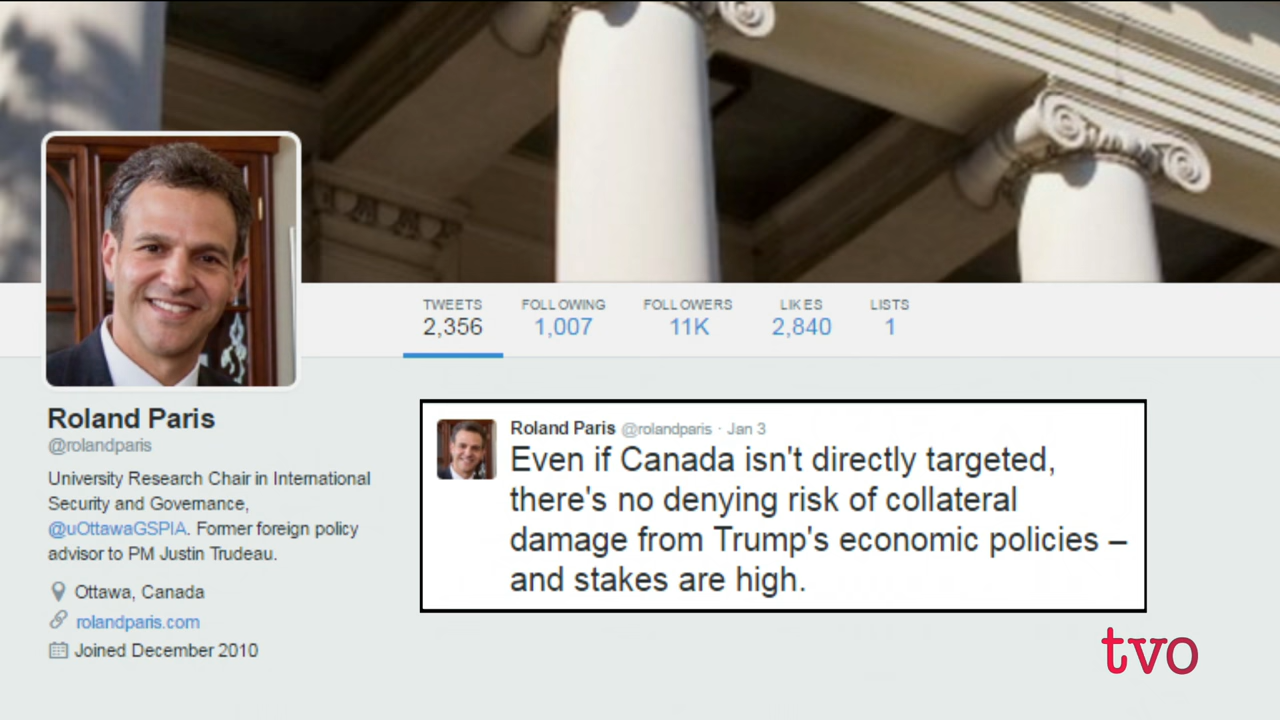 TWEETS
2,356
FOLLOWING
1,007
FOLLOWERS
11K
LIKES
2,840
LISTS
1
Roland Paris
@rolandparis
University Research Chair in International
Security and Governance,
@uOttawaGSPIA. Former foreign policy
advisor to PM Justin Trudeau.
Ottawa, Canada
rolandparis.com
Joined December 2010
Roland Paris @rolandparis · Jan 3
Even if Canada isn't directly targeted,
there's no denying risk of collateral
damage from Trump's economic policies –
and stakes are high.
tvo